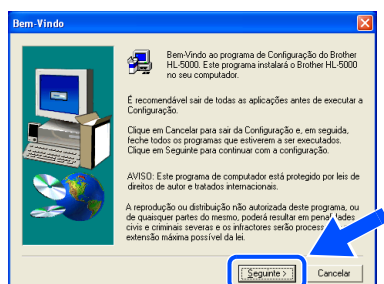 Bem-Vindo
Bem-Vindo ao programa de Configuração do Brother
HL-5000. Este programa instalará o Brother HL-5000
no seu computador.
É recomendável sair de todas as aplicações antes de executar a
Configuração.
Clique em Cancelar para sair da Configuração e, em seguida,
feche todos os programas que estiverem a ser executados.
Clique em Seguinte para continuar com a configuração.
AVISO: Este programa de computador está protegido por leis de
direitos de autor e tratados internacionais.
A reprodução ou distribuição não autorizada deste programa, ou
de quaisquer partes do mesmo, poderá resultar em penalidades
civis e criminais severas e os infractores serão
extensão máxima possível da lei.
Seguinte >
Cancelar